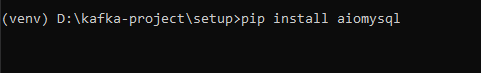 (venv) D:\kafka-project\setup>pip install aiomysql